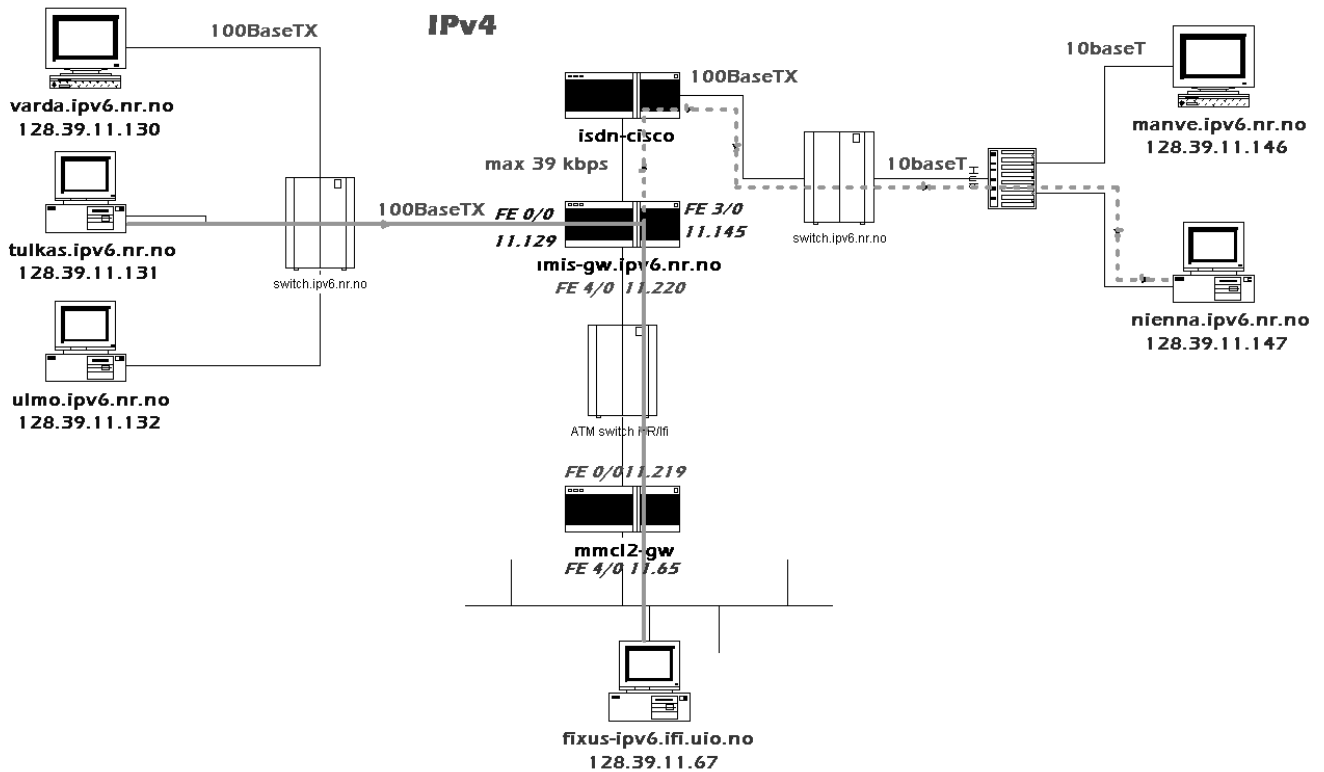 IPv4
100BaseTX
varda.ipv6.nr.no
128.39.11.130
tulkas.ipv6.nr.no
128.39.11.131
ulmo.ipv6.nr.no
128.39.11.132
switch.ipv6.nr.no
100BaseTX
FE 0/0
11.129
isdn-cisco
max 39 kbps
100BaseTX
FE 3/0
11.145
imis-gw.ipv6.nr.no
FE 4/0 11.220
ATM switch NR/Ifi
FE 0/011.219
mmcl2-gw
FE 4/0 11.65
fixus-ipv6.ifi.uio.no
128.39.11.67
switch.ipv6.nr.no
10baseT
Hub
10baseT
manve.ipv6.nr.no
128.39.11.146
nienna.ipv6.nr.no
128.39.11.147